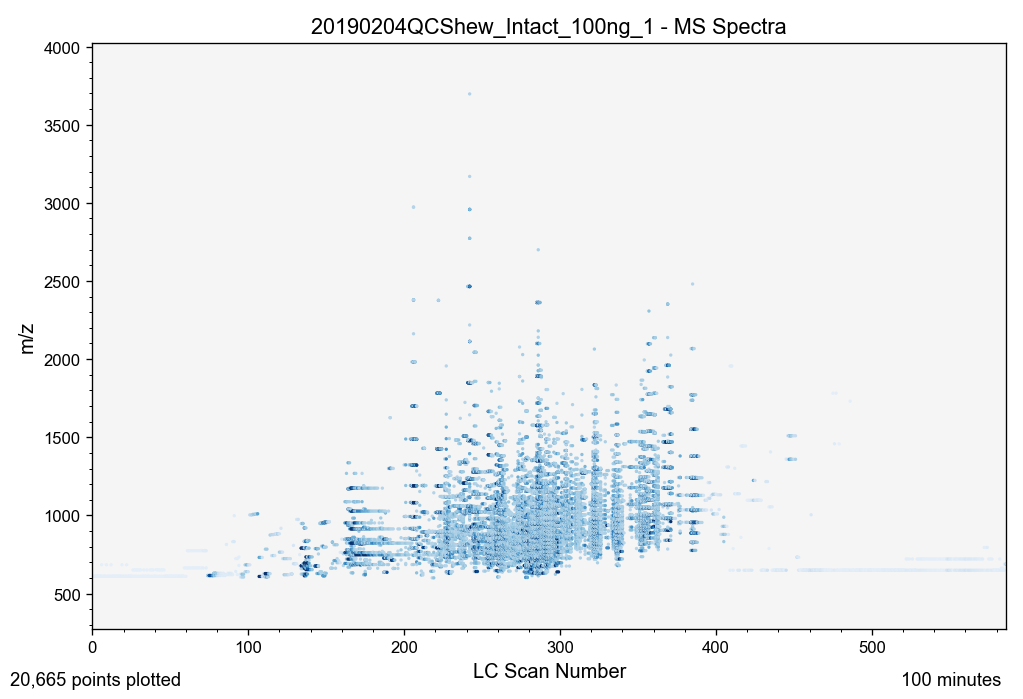 20190204QCShew_Intact_100ng_1 - MS Spectra
4000
3500
3000
2500
2000
1500
1000
500
m/z
0 100 200 300 400 500
LC Scan Number
20,665 points plotted
100 minutes